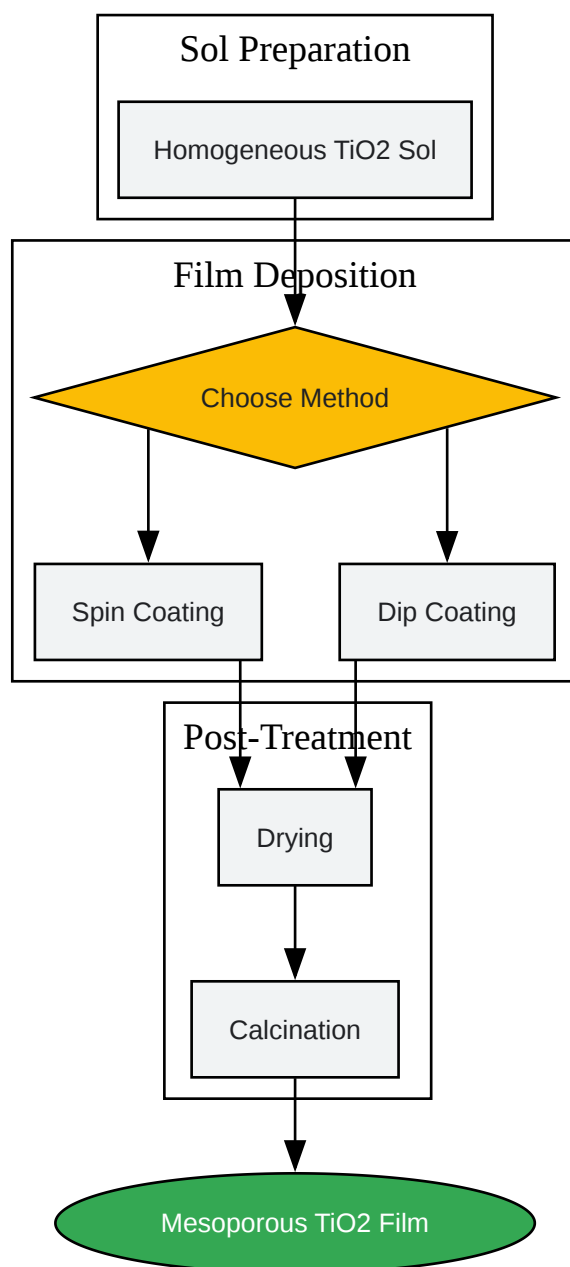 Sol Preparation
Homogeneous TiO2 Sol
Film Deposition
Choose Method
Spin Coating
Dip Coating
Post-Treatment
Drying
Calcination
Mesoporous TiO2 Film